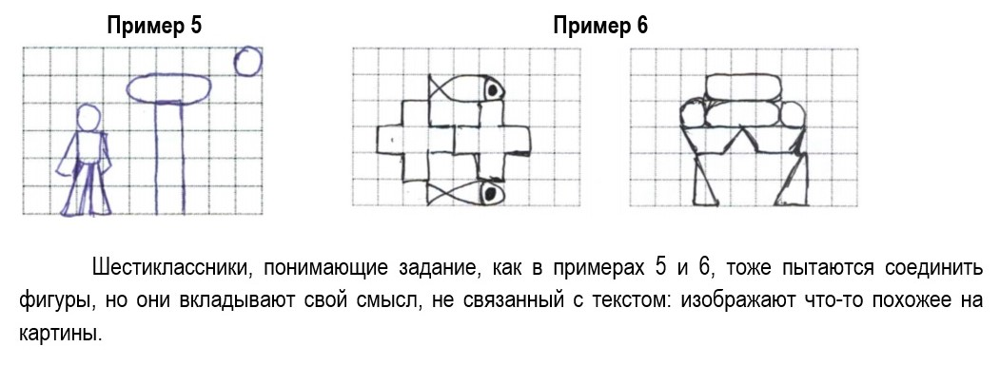 Пример 5
Пример 6
Шестиклассники, понимающие задание, как в примерах 5 и 6, тоже пытаются соединить
фигуры, но они вкладывают свой смысл, не связанный с текстом: изображают что-то похожее на
картины.